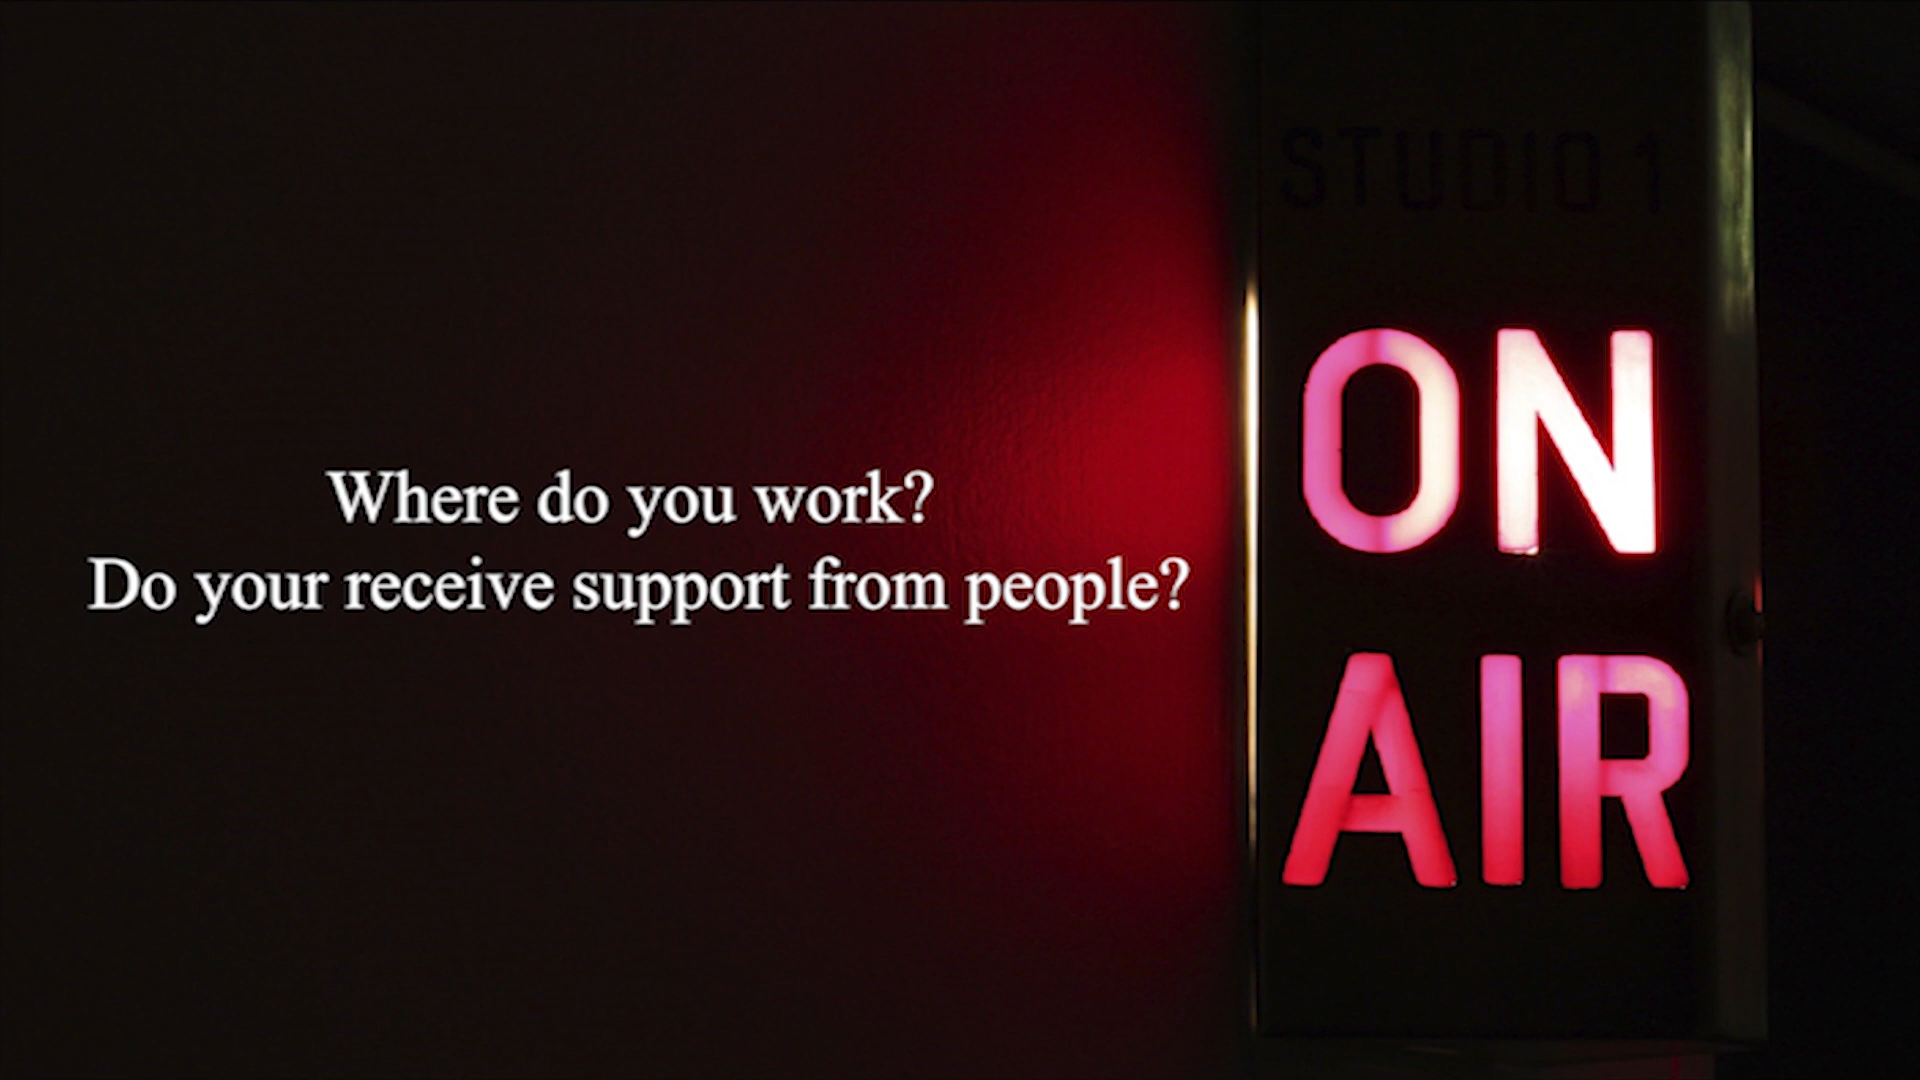 STUDIO 1
ON
AIR
Where do you work?
Do your receive support from people?